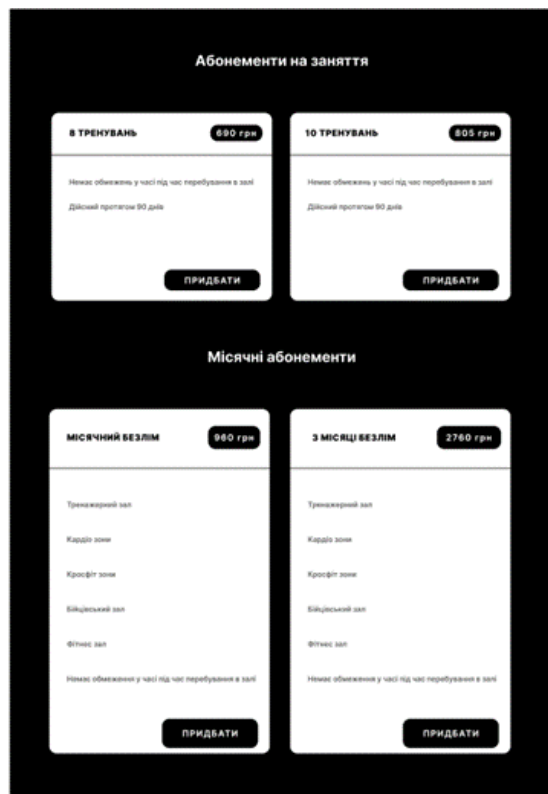 Абонементи на заняття
8 ТРЕНУВАНЬ
690 грн
Немає обмежень у часі під час перебування в залі
Дійсний протягом 90 днів
ПРИДБАТИ
10 ТРЕНУВАНЬ
805 грн
Немає обмежень у часі під час перебування в залі
Дійсний протягом 90 днів
ПРИДБАТИ
Місячні абонементи
МІСЯЧНИЙ БЕЗЛІМ
960 грн
Тренажерний зал
Кардіо зони
Кросфіт зони
Бійцівський зал
Фітнес зал
Немає обмеження у часі під час перебування в залі
ПРИДБАТИ
3 МІСЯЦІ БЕЗЛІМ
2760 грн
Тренажерний зал
Кардіо зони
Кросфіт зони
Бійцівський зал
Фітнес зал
Немає обмеження у часі під час перебування в залі
ПРИДБАТИ